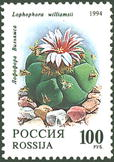 Lophophora williamsii 1994
Лофофора Вильямса
РОССИЯ
ROSSIJA
100
РУБ